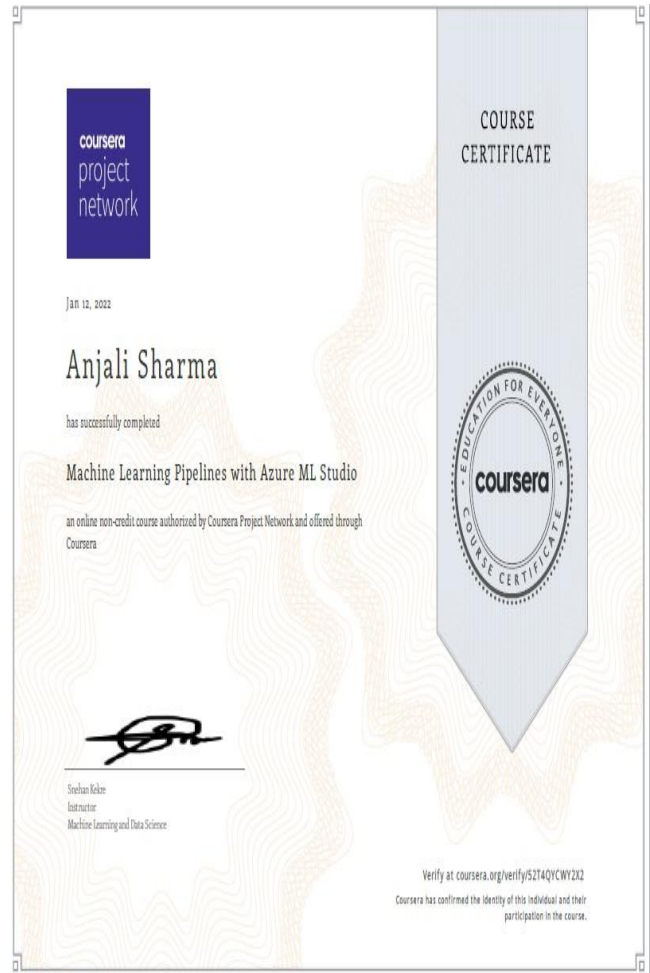 coursera
project
network
COURSE
CERTIFICATE
Jan 12, 2022
Anjali Sharma
has successfully completed
Machine Learning Pipelines with Azure ML Studio
an online non-credit course authorized by Coursera Project Network and offered through
Coursera
EDUCATION FOR EVERYONE
coursera
COURSE CERTIFICATE
Snehan Kekre
Instructor
Machine Learning and Data Science
Verify at coursera.org/verify/52T4QYCWY2X2
Coursera has confirmed the identity of this individual and their
participation in the course.